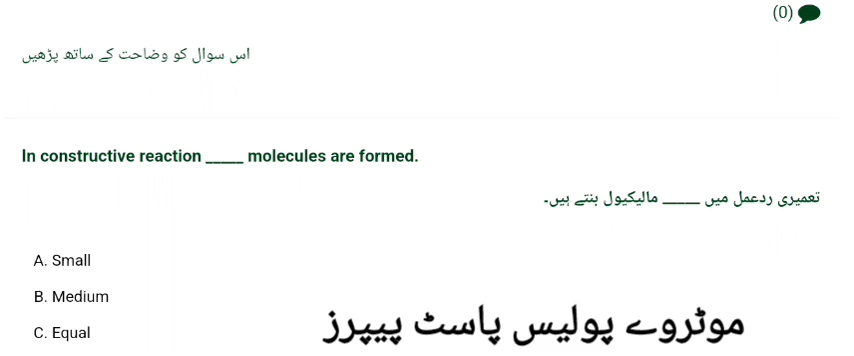 (0)
اس سوال کو وضاحت کے ساتھ پڑھیں
In constructive reaction _____ molecules are formed.
تعمیری ردعمل میں _____ مالیکیول بنتے ہیں۔
A. Small
B. Medium
C. Equal
موٹروے پولیس پاسٹ پیپرز